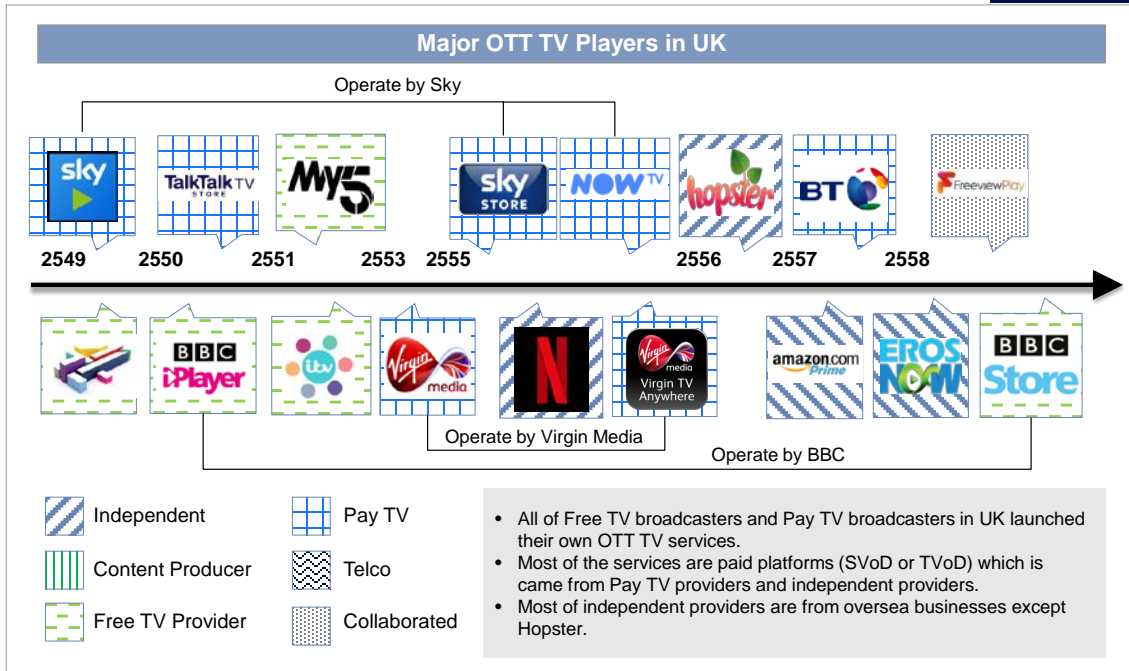 Major OTT TV Players in UK
Operate by Sky
sky
TalkTalk TV
STORE
My5
sky
STORE
NOW TV
hopster
BT
FreeviewPlay
2549 2550 2551 2553 2555 2556 2557 2558
BBC
iPlayer
itv
Virgin
media
N
Virgin
media
Virgin TV
Anywhere
amazon.com
Prime
EROS
NOW
BBC
Store
Operate by Virgin Media
Operate by BBC
Independent
Pay TV
Content Producer
Telco
Free TV Provider
Collaborated
• All of Free TV broadcasters and Pay TV broadcasters in UK launched
their own OTT TV services.
• Most of the services are paid platforms (SVoD or TVoD) which is
came from Pay TV providers and independent providers.
• Most of independent providers are from oversea businesses except
Hopster.